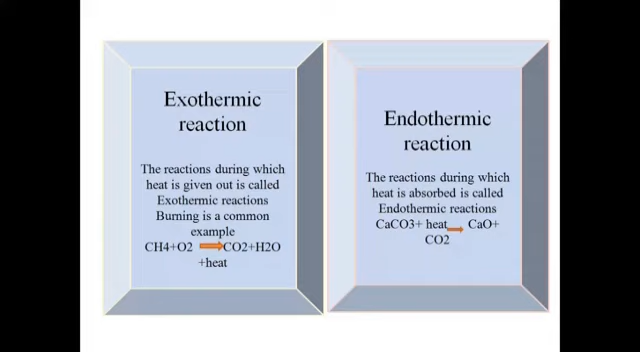 Exothermic
reaction
The reactions during which
heat is given out is called
Exothermic reactions
Burning is a common
example
CH4+O2 ➡ CO2+H2O
+heat
Endothermic
reaction
The reactions during which
heat is absorbed is called
Endothermic reactions
CaCO3+ heat ➡ CaO+
CO2